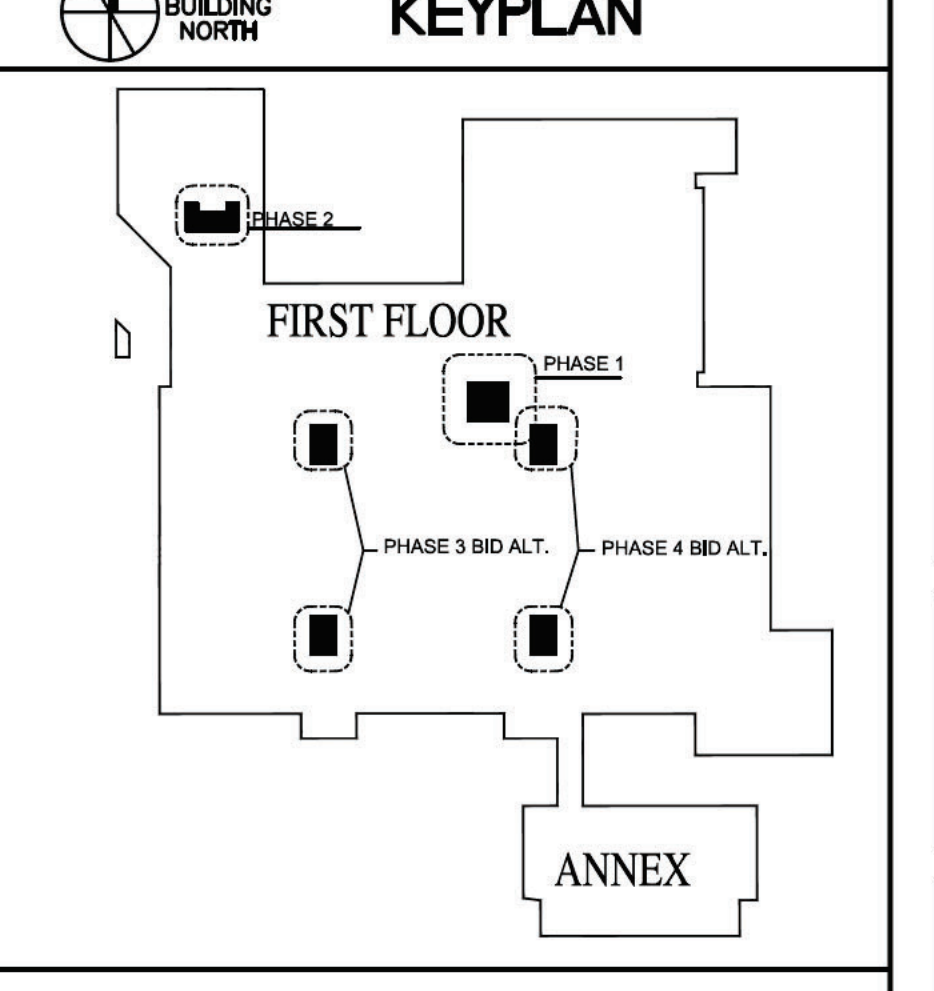 BUILDING
NORTH
KEYPLAN
PHASE 2
FIRST FLOOR
PHASE 1
PHASE 3 BID ALT.
PHASE 4 BID ALT.
ANNEX